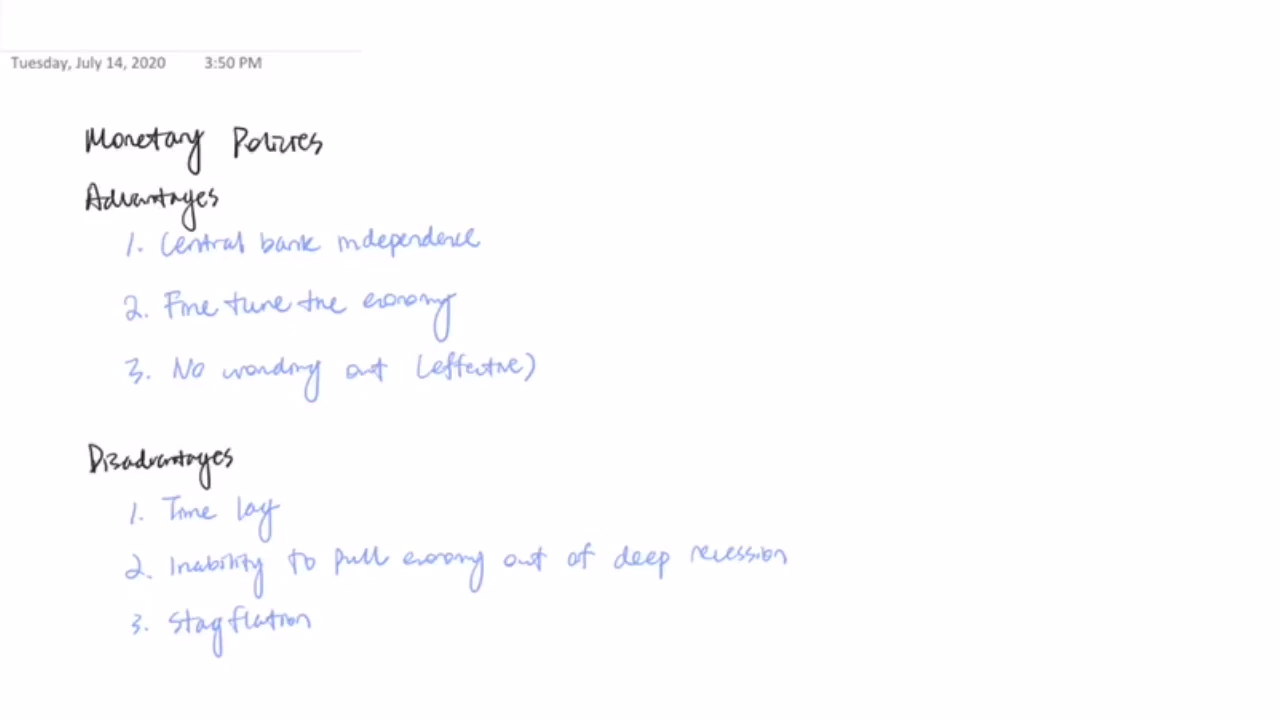 Tuesday, July 14, 2020 3:50 PM
Monetary Policies
Advantages
1. Central bank independence
2. Fine tune the economy
3. No crowding out (effective)
Disadvantages
1. Time lag
2. Inability to pull economy out of deep recession
3. Stagflation